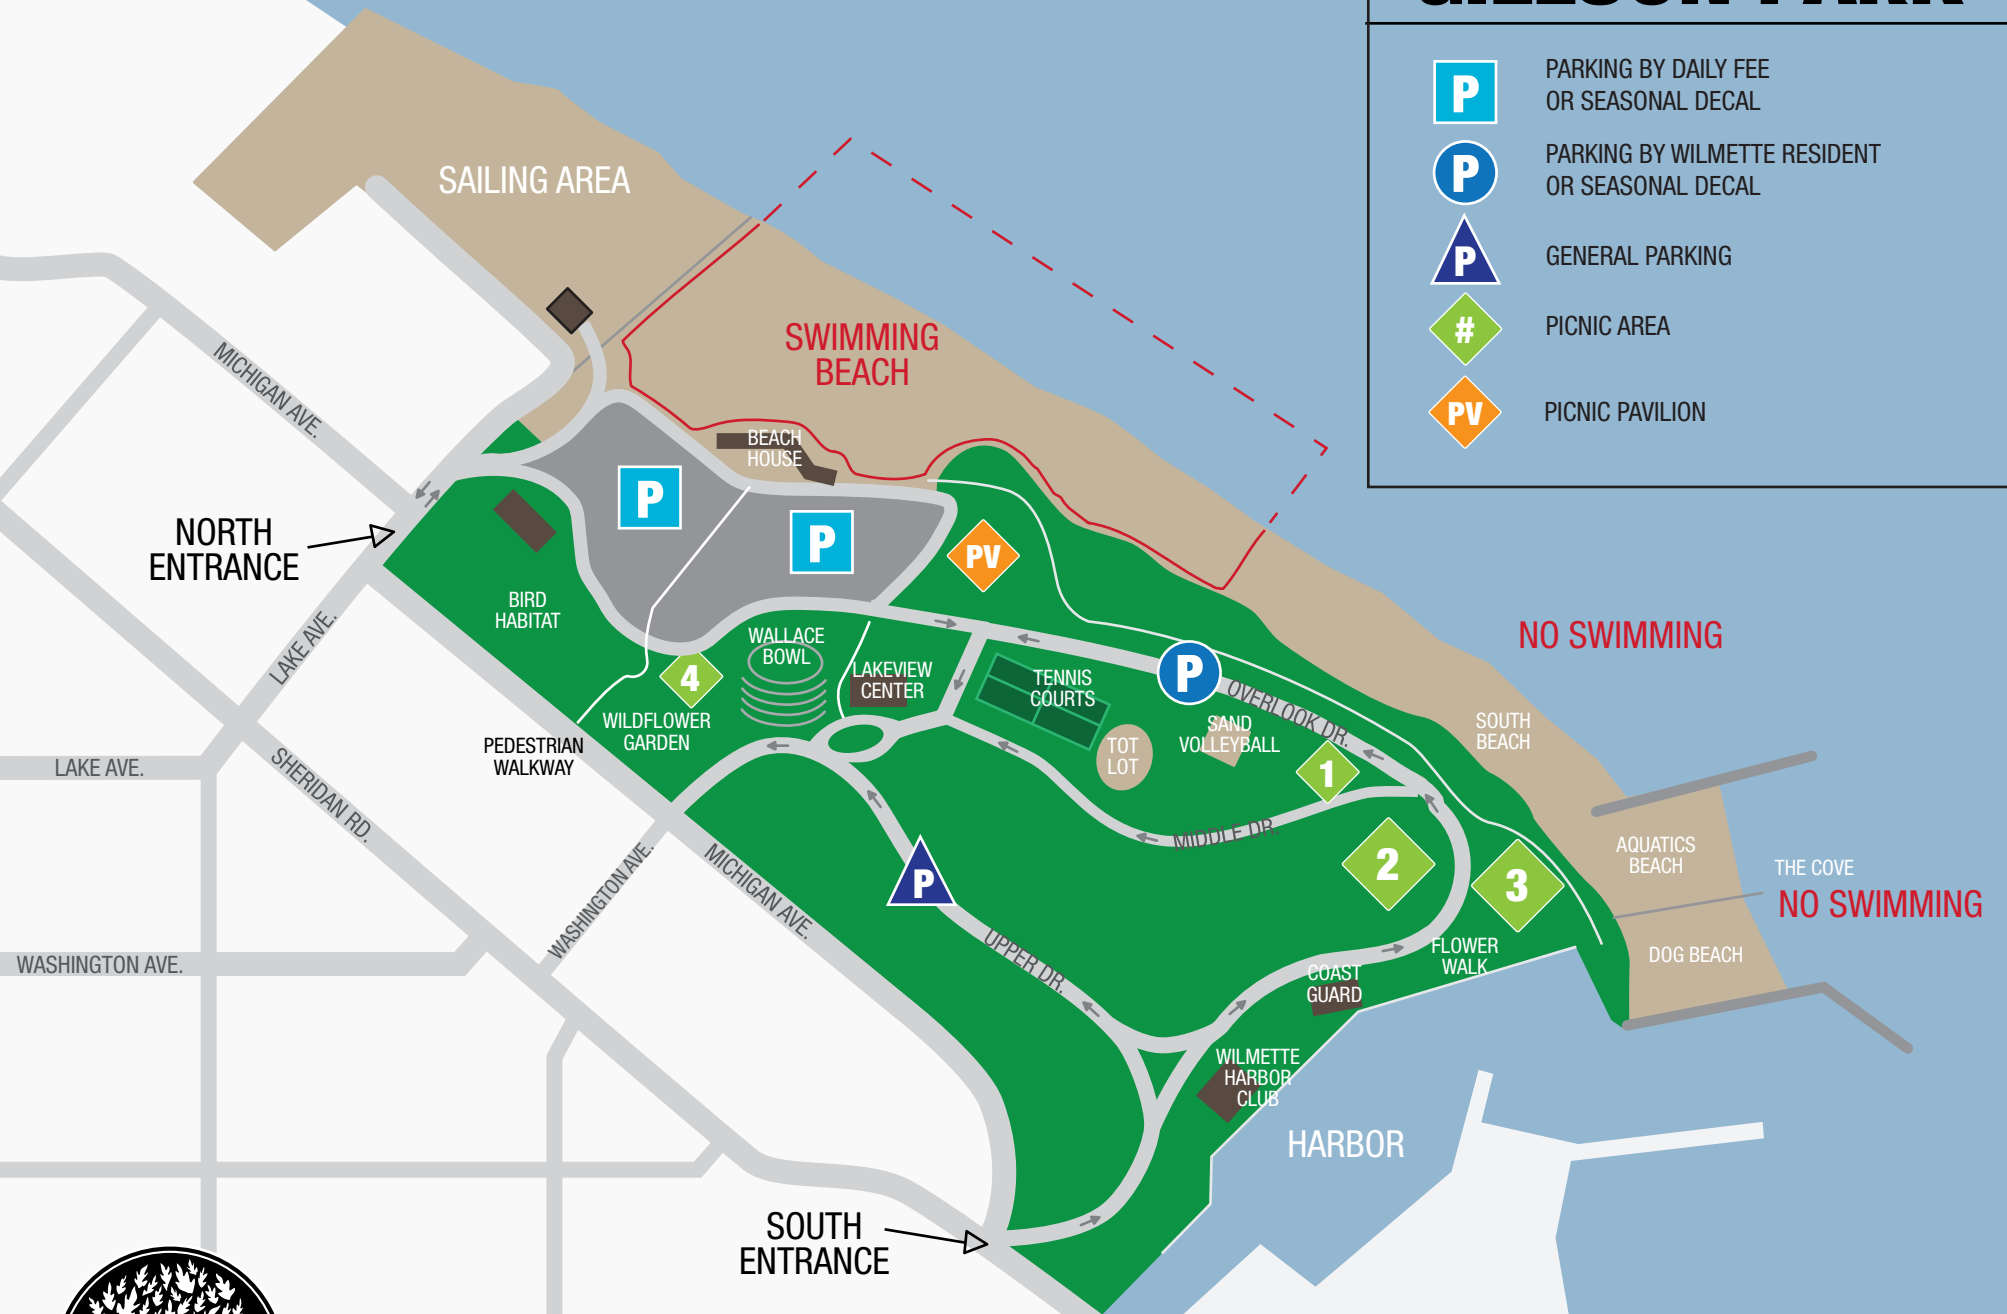 GILLSON PARK
P
PARKING BY DAILY FEE
OR SEASONAL DECAL
P
PARKING BY WILMETTE RESIDENT
OR SEASONAL DECAL
P
GENERAL PARKING
#
PICNIC AREA
PV
PICNIC PAVILION
SAILING AREA
SWIMMING
BEACH
MICHIGAN AVE.
BEACH
HOUSE
P
P
NORTH
ENTRANCE
PV
BIRD
HABITAT
LAKE AVE.
WALLACE
BOWL
4
LAKEVIEW
CENTER
TENNIS
COURTS
P
OVERLOOK DR.
NO SWIMMING
WILDFLOWER
GARDEN
PEDESTRIAN
WALKWAY
SAND
VOLLEYBALL
TOT
LOT
SOUTH
BEACH
1
LAKE AVE.
SHERIDAN RD.
MIDDLE DR.
2
3
AQUATICS
BEACH
THE COVE
NO SWIMMING
WASHINGTON AVE.
MICHIGAN AVE.
P
UPPER DR.
FLOWER
WALK
DOG BEACH
WASHINGTON AVE.
COAST
GUARD
WILMETTE
HARBOR
CLUB
HARBOR
SOUTH
ENTRANCE